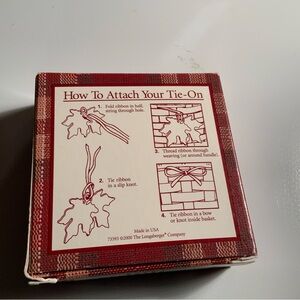 How To Attach Your Tie-On
1. Fold ribbon in half,
string through hole.
3. Thread ribbon through
weaving (or around handle).
2. Tie ribbon
in a slip knot.
4. Tie ribbon in a bow
or knot inside basket.
Made in USA
73393 ©2000 The Longaberger® Company